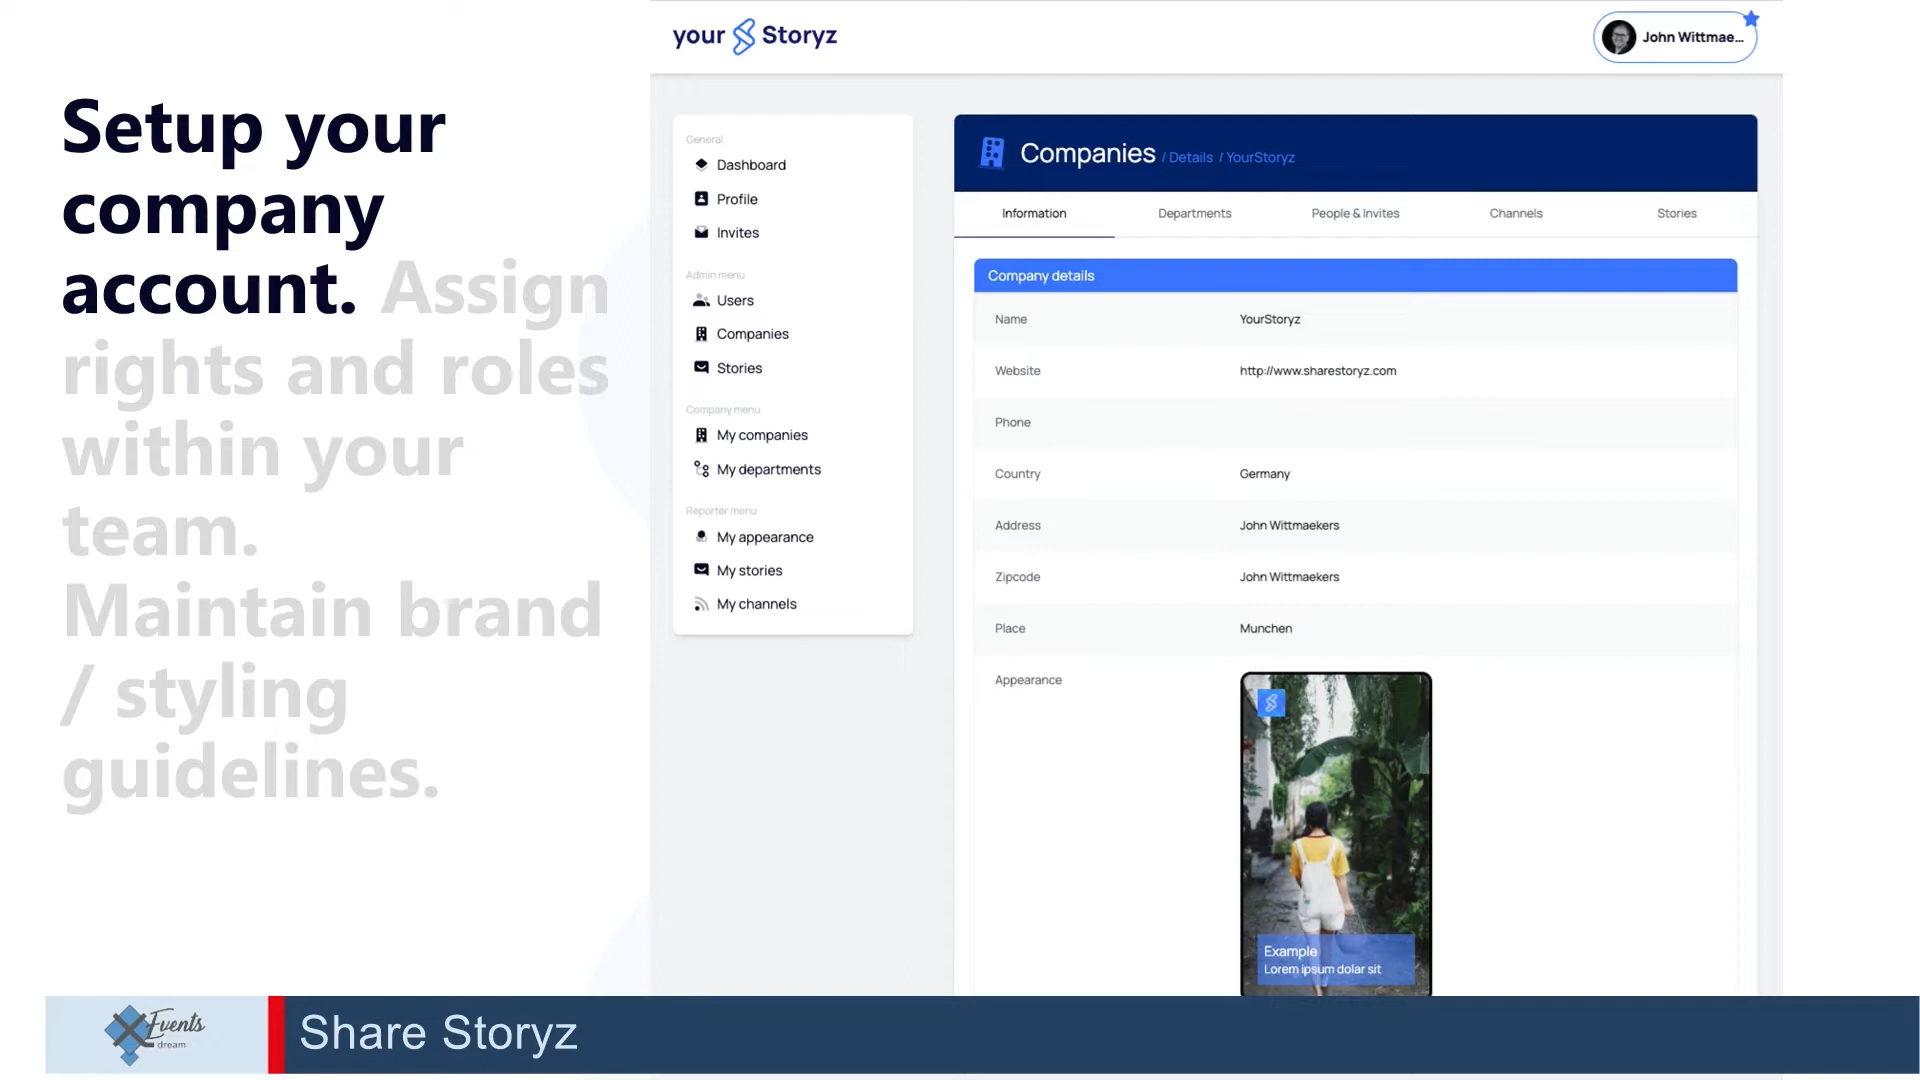 Setup your
company
account. Assign
rights and roles
within your
team.
Maintain brand
/ styling
guidelines.
your Storyz
John Wittmae...
General
Dashboard
Profile
Invites
Admin menu
Users
Companies
Stories
Company menu
My companies
My departments
Reporter menu
My appearance
My stories
My channels
Companies / Details / YourStoryz
Information Departments People & Invites Channels Stories
Company details
Name YourStoryz
Website http://www.sharestoryz.com
Phone
Country Germany
Address John Wittmaekers
Zipcode John Wittmaekers
Place Munchen
Appearance
Example
Lorem ipsum dolar sit
XL Events
dream
Share Storyz